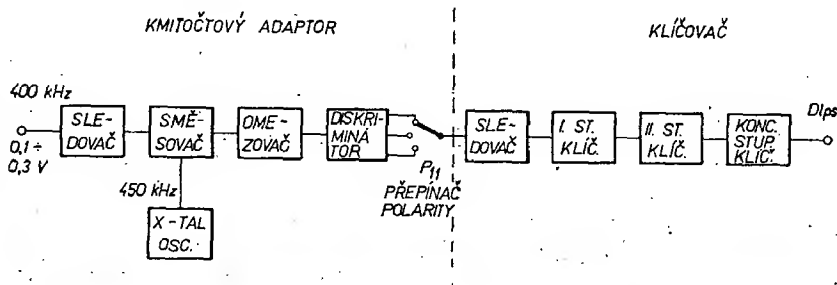 KMITOČTOVÝ ADAPTOR
KLÍČOVAČ
400 kHz
0,1 ÷
0,3 V
SLE-
DOVAČ
SMĚ-
SOVAČ
OME-
ZOVAČ
DISKRI-
MINÁ
TOR
P11
PŘEPÍNAČ
POLARITY
SLE-
DOVAČ
I. ST.
KLÍČ.
II. ST.
KLÍČ.
KONC.
STUP.
KLÍČ.
Dlps
450 kHz
X-TAL
OSC.